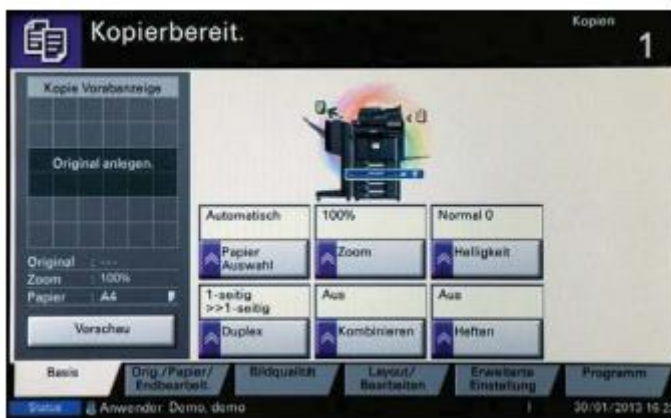 Kopierbereit.
Kopien
1
Kopie Vorabanzeige
Original anlegen.
Original : ---
Zoom : 100%
Papier : A4
Vorschau
Automatisch
Papier
Auswahl
100%
Zoom
Normal 0
Helligkeit
1-seitig
>>1-seitig
Duplex
Aus
Kombinieren
Aus
Heften
Basis
Orig./Papier/
Endbearbeit.
Bildqualität
Layout/
Bearbeiten
Erweiterte
Einstellung
Programm
Status
Anwender Demo, demo
30/01/2013 16:2